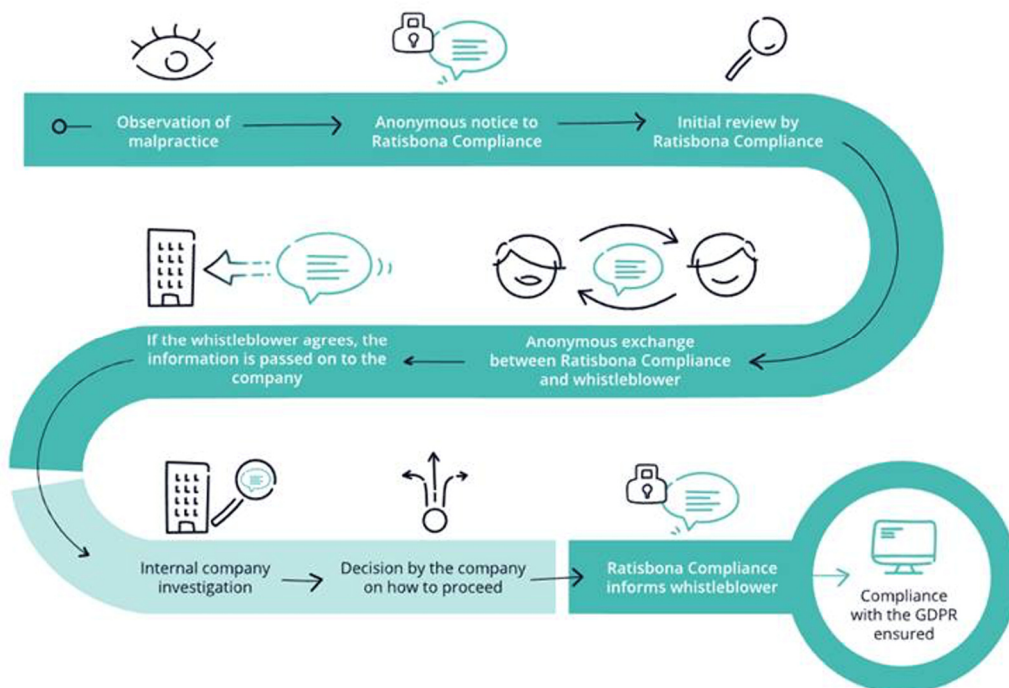 Observation of
malpractice
Anonymous notice to
Ratisbona Compliance
Initial review by
Ratisbona Compliance
Anonymous exchange
between Ratisbona Compliance
and whistleblower
If the whistleblower agrees, the
information is passed on to the
company
Internal company
investigation
Decision by the company
on how to proceed
Ratisbona Compliance
informs whistleblower
Compliance
with the GDPR
ensured